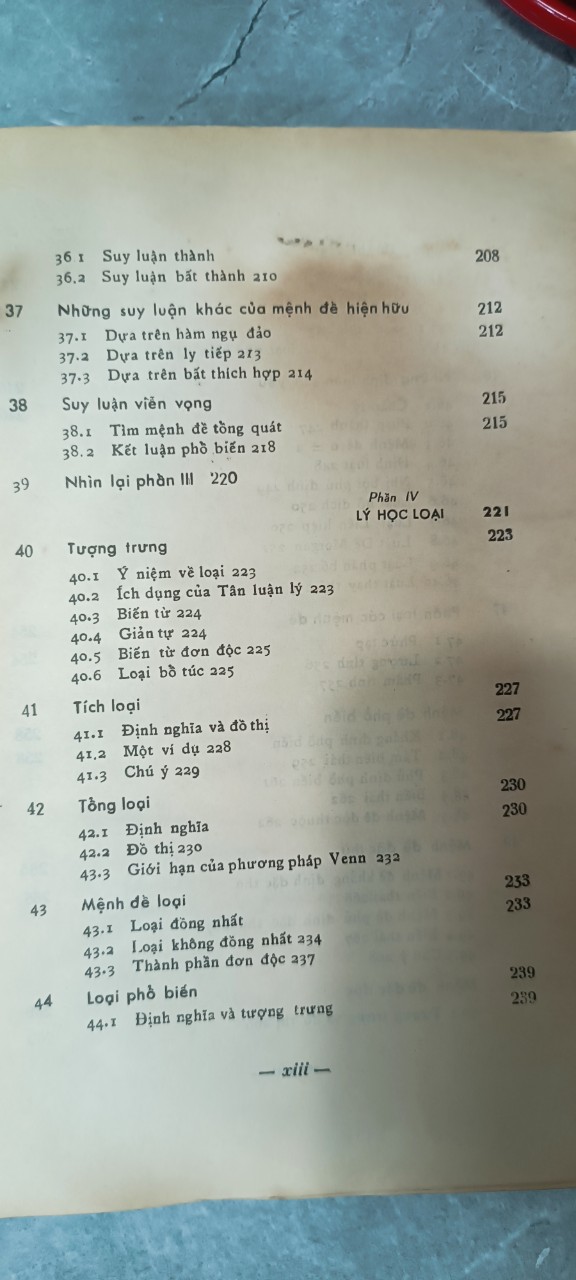 36 1 Suy luận thành 208
36.2 Suy luận bất thành 210
37 Những suy luận khác của mệnh đề hiện hữu 212
37.1 Dựa trên hàm ngụ đảo 212
37.2 Dựa trên ly tiếp 213
37.3 Dựa trên bất thích hợp 214
38 Suy luận viễn vọng 215
38.1 Tìm mệnh đề tổng quát 215
38.2 Kết luận phổ biến 218
39 Nhìn lại phần III 220
Phần IV
LÝ HỌC LOẠI 221
40 Tượng trưng 223
40.1 Ý niệm về loại 223
40.2 Ích dụng của Tân luận lý 223
40.3 Biến từ 224
40.4 Giản tự 224
40.5 Biến từ đơn độc 225
40.6 Loại bổ túc 225
41 Tích loại 227
41.1 Định nghĩa và đồ thị 227
41.2 Một ví dụ 228
41.3 Chú ý 229
42 Tổng loại 230
42.1 Định nghĩa 230
42.2 Đồ thị 230
43.3 Giới hạn của phương pháp Venn 232
43 Mệnh đề loại 233
43.1 Loại đồng nhất 233
43.2 Loại không đồng nhất 234
43.3 Thành phần đơn độc 237
44 Loại phổ biến 239
44.1 Định nghĩa và tượng trưng 239
— xiii —